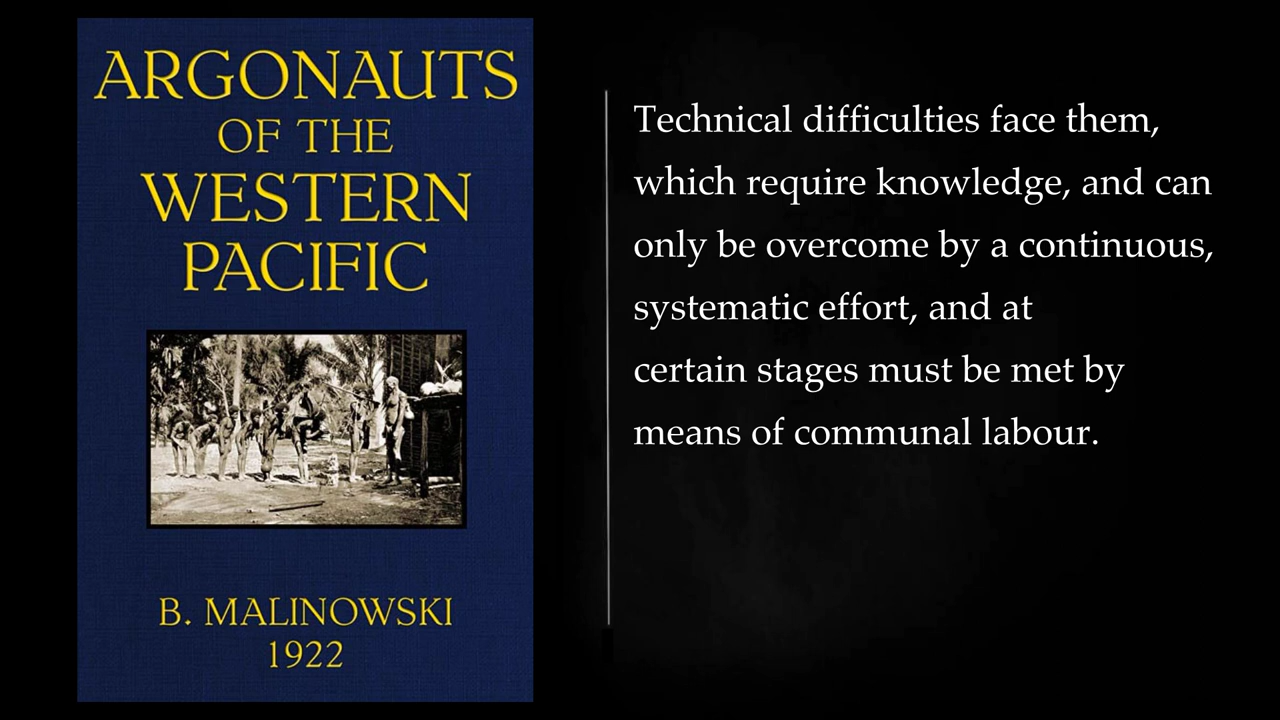 ARGONAUTS
OF THE
WESTERN
PACIFIC
B. MALINOWSKI
1922
Technical difficulties face them,
which require knowledge, and can
only be overcome by a continuous,
systematic effort, and at
certain stages must be met by
means of communal labour.